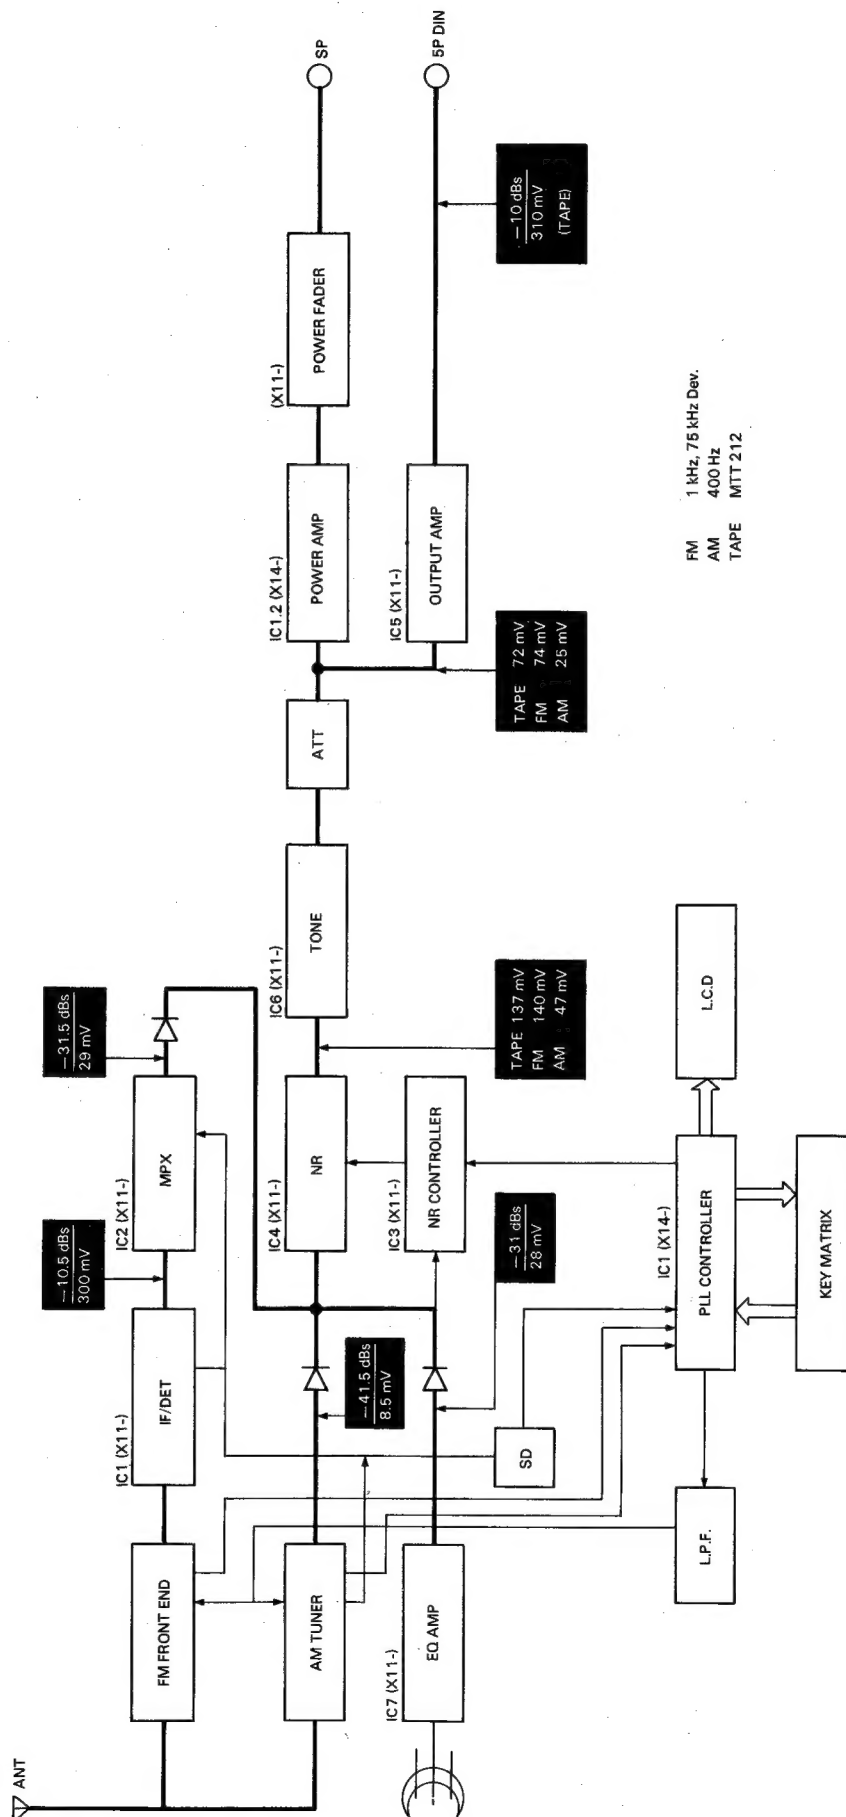 ANT
FM FRONT END
IC1 (X11-)
IF/DET
−10.5 dBs
300 mV
IC2 (X11-)
MPX
−31.5 dBs
29 mV
AM TUNER
−41.5 dBs
8.5 mV
IC4 (X11-)
NR
TAPE 137 mV
FM 140 mV
AM 47 mV
IC6 (X11-)
TONE
ATT
TAPE 72 mV
FM 74 mV
AM 25 mV
IC1.2 (X14-)
POWER AMP
(X11-)
POWER FADER
SP
IC7 (X11-)
EQ AMP
−31 dBs
28 mV
IC3 (X11-)
NR CONTROLLER
IC5 (X11-)
OUTPUT AMP
−10 dBs
310 mV
(TAPE)
5P DIN
SD
L.P.F.
IC1 (X14-)
PLL CONTROLLER
L.C.D
KEY MATRIX
FM 1 kHz, 75 kHz Dev.
AM 400 Hz
TAPE MTT 212